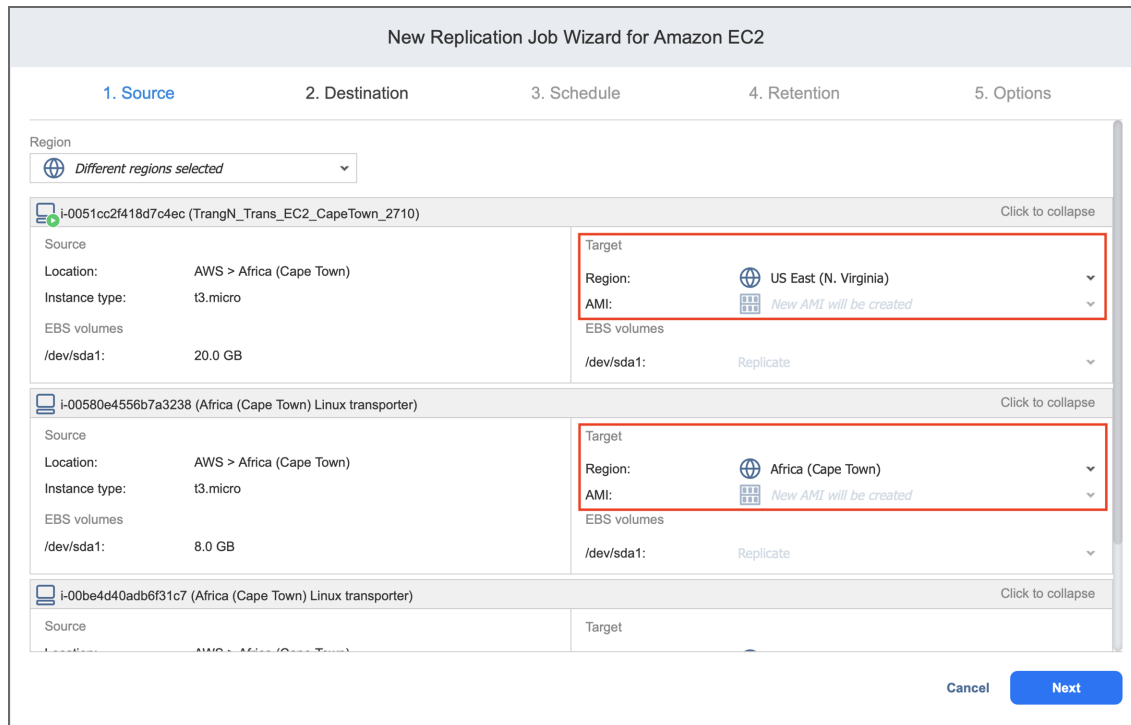 New Replication Job Wizard for Amazon EC2
1. Source 2. Destination 3. Schedule 4. Retention 5. Options
Region
Different regions selected
i-0051cc2f418d7c4ec (TrangN_Trans_EC2_CapeTown_2710) Click to collapse
Source Target
Location: AWS > Africa (Cape Town) Region: US East (N. Virginia)
Instance type: t3.micro AMI: New AMI will be created
EBS volumes EBS volumes
/dev/sda1: 20.0 GB /dev/sda1: Replicate
i-00580e4556b7a3238 (Africa (Cape Town) Linux transporter) Click to collapse
Source Target
Location: AWS > Africa (Cape Town) Region: Africa (Cape Town)
Instance type: t3.micro AMI: New AMI will be created
EBS volumes EBS volumes
/dev/sda1: 8.0 GB /dev/sda1: Replicate
i-00be4d40adb6f31c7 (Africa (Cape Town) Linux transporter) Click to collapse
Source Target
Location: AWS > Africa (Cape Town)
Cancel Next